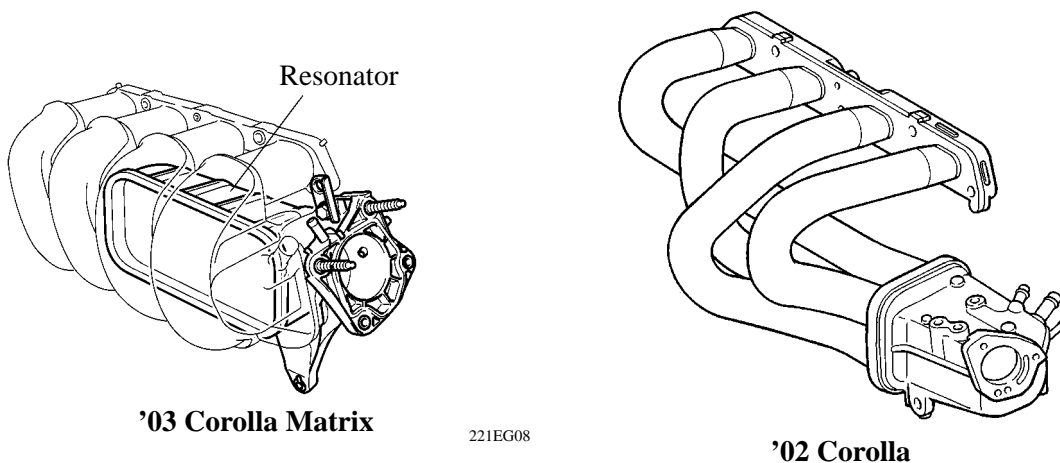 Resonator
’03 Corolla Matrix
221EG08
’02 Corolla